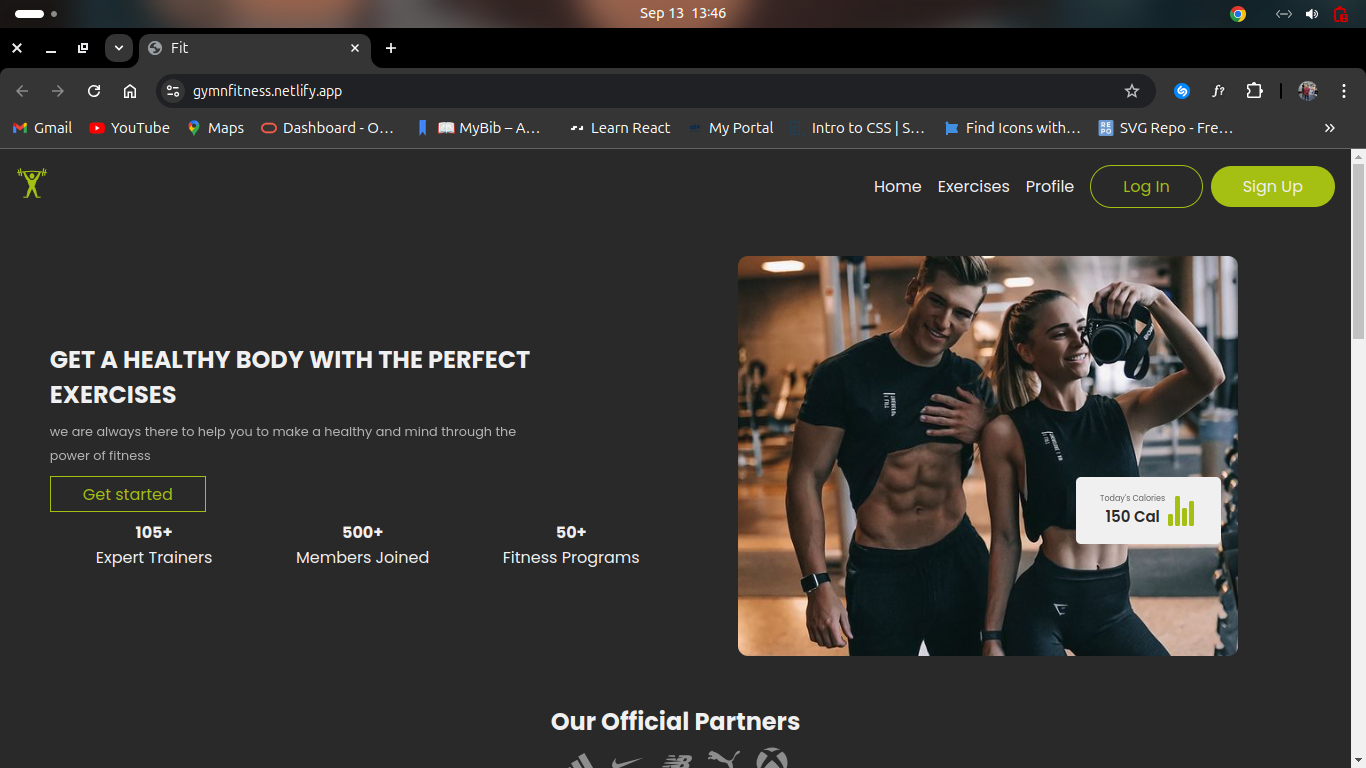 Sep 13 13:46
Fit
gymnfitness.netlify.app
f?
Gmail YouTube Maps Dashboard - O... MyBib – A... Learn React My Portal Intro to CSS | S... REPO Find Icons with... SVG Repo - Fre...
Home Exercises Profile Log In Sign Up
GET A HEALTHY BODY WITH THE PERFECT
EXERCISES
we are always there to help you to make a healthy and mind through the
power of fitness
Get started
105+ 500+ 50+
Expert Trainers Members Joined Fitness Programs
Today's Calories
150 Cal
Our Official Partners